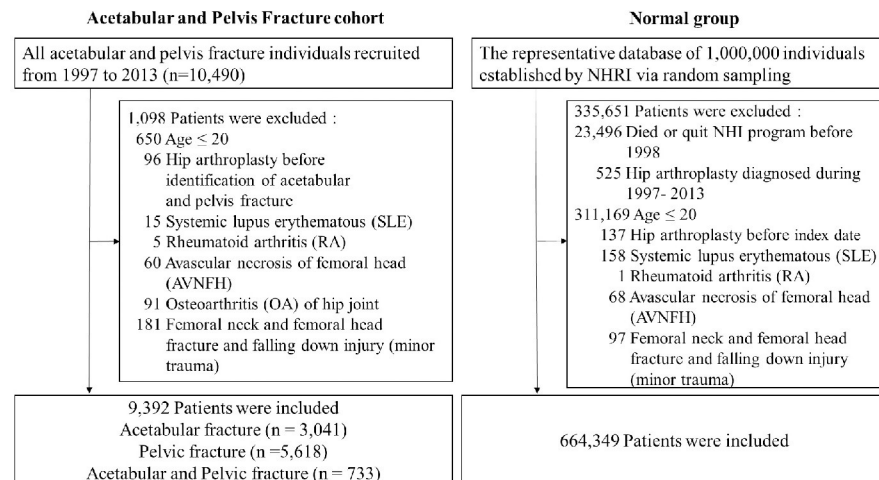 Acetabular and Pelvis Fracture cohort
All acetabular and pelvis fracture individuals recruited
from 1997 to 2013 (n=10,490)
1,098 Patients were excluded :
650 Age ≤ 20
96 Hip arthroplasty before
identification of acetabular
and pelvis fracture
15 Systemic lupus erythematous (SLE)
5 Rheumatoid arthritis (RA)
60 Avascular necrosis of femoral head
(AVNFH)
91 Osteoarthritis (OA) of hip joint
181 Femoral neck and femoral head
fracture and falling down injury (minor
trauma)
9,392 Patients were included
Acetabular fracture (n = 3,041)
Pelvic fracture (n =5,618)
Acetabular and Pelvic fracture (n = 733)
Normal group
The representative database of 1,000,000 individuals
established by NHRI via random sampling
335,651 Patients were excluded :
23,496 Died or quit NHI program before
1998
525 Hip arthroplasty diagnosed during
1997- 2013
311,169 Age ≤ 20
137 Hip arthroplasty before index date
158 Systemic lupus erythematous (SLE)
1 Rheumatoid arthritis (RA)
68 Avascular necrosis of femoral head
(AVNFH)
97 Femoral neck and femoral head
fracture and falling down injury
(minor trauma)
664,349 Patients were included